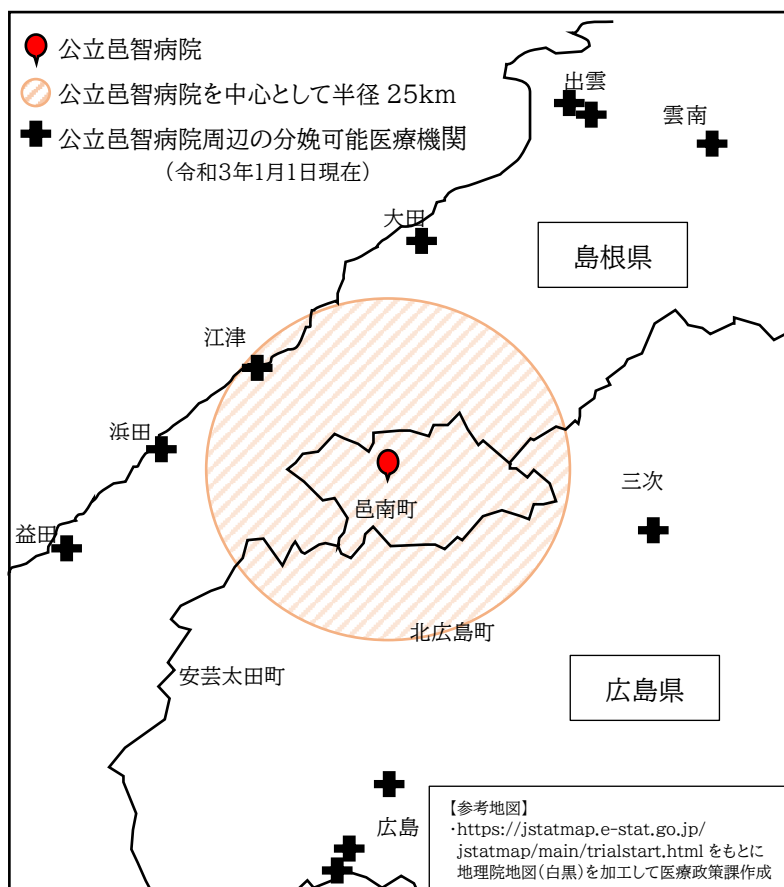 公立邑智病院
公立邑智病院を中心として半径 25km
公立邑智病院周辺の分娩可能医療機関
（令和3年1月1日現在）
出雲
雲南
大田
島根県
江津
浜田
三次
邑南町
益田
北広島町
安芸太田町
広島県
広島
【参考地図】
・https://jstatmap.e-stat.go.jp/
jstatmap/main/trialstart.html をもとに
地理院地図（白黒）を加工して医療政策課作成